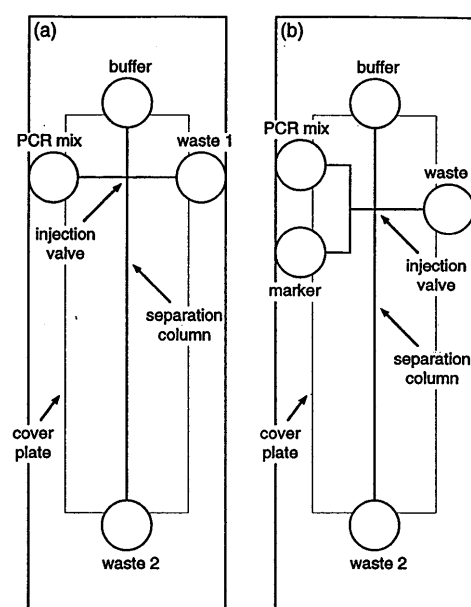 (a)
buffer
PCR mix
waste 1
injection
valve
separation
column
cover
plate
waste 2
(b)
buffer
PCR mix
waste
marker
injection
valve
separation
column
cover
plate
waste 2